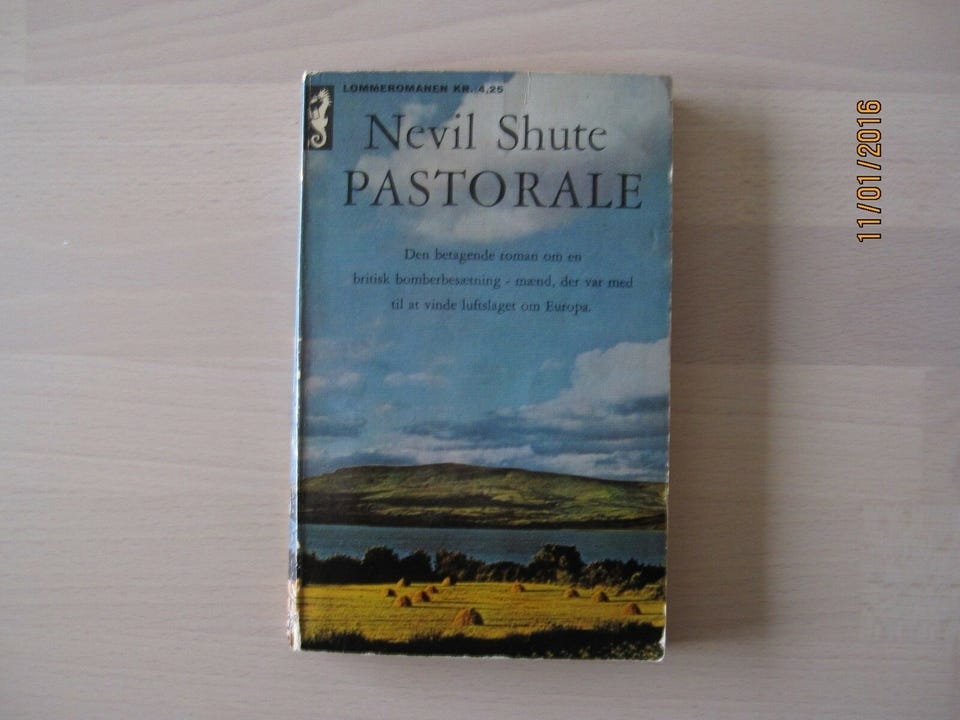 LOMMEROMANEN KR. 4,25
Nevil Shute
PASTORALE
Den betagende roman om en
britisk bomberbesætning - mænd, der var med
til at vinde luftslaget om Europa.
11/01/2016